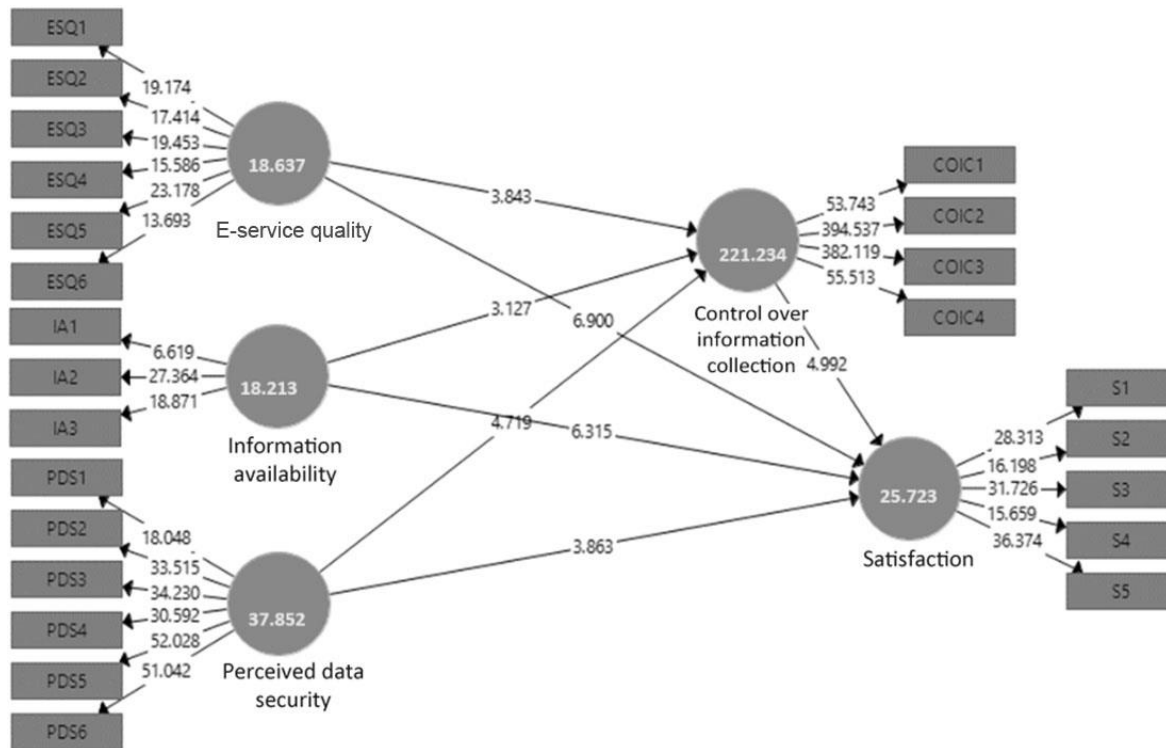 ESQ1
ESQ2
ESQ3
ESQ4
ESQ5
ESQ6
19.174
17.414
19.453
15.586
23.178
13.693
18.637
E-service quality
IA1
IA2
IA3
6.619
27.364
18.871
18.213
Information
availability
PDS1
PDS2
PDS3
PDS4
PDS5
PDS6
18.048
33.515
34.230
30.592
52.028
51.042
37.852
Perceived data
security
3.843
6.900
3.127
6.315
4.719
3.863
221.234
Control over
information
collection
4.992
53.743
394.537
382.119
55.513
COIC1
COIC2
COIC3
COIC4
25.723
Satisfaction
28.313
16.198
31.726
15.659
36.374
S1
S2
S3
S4
S5